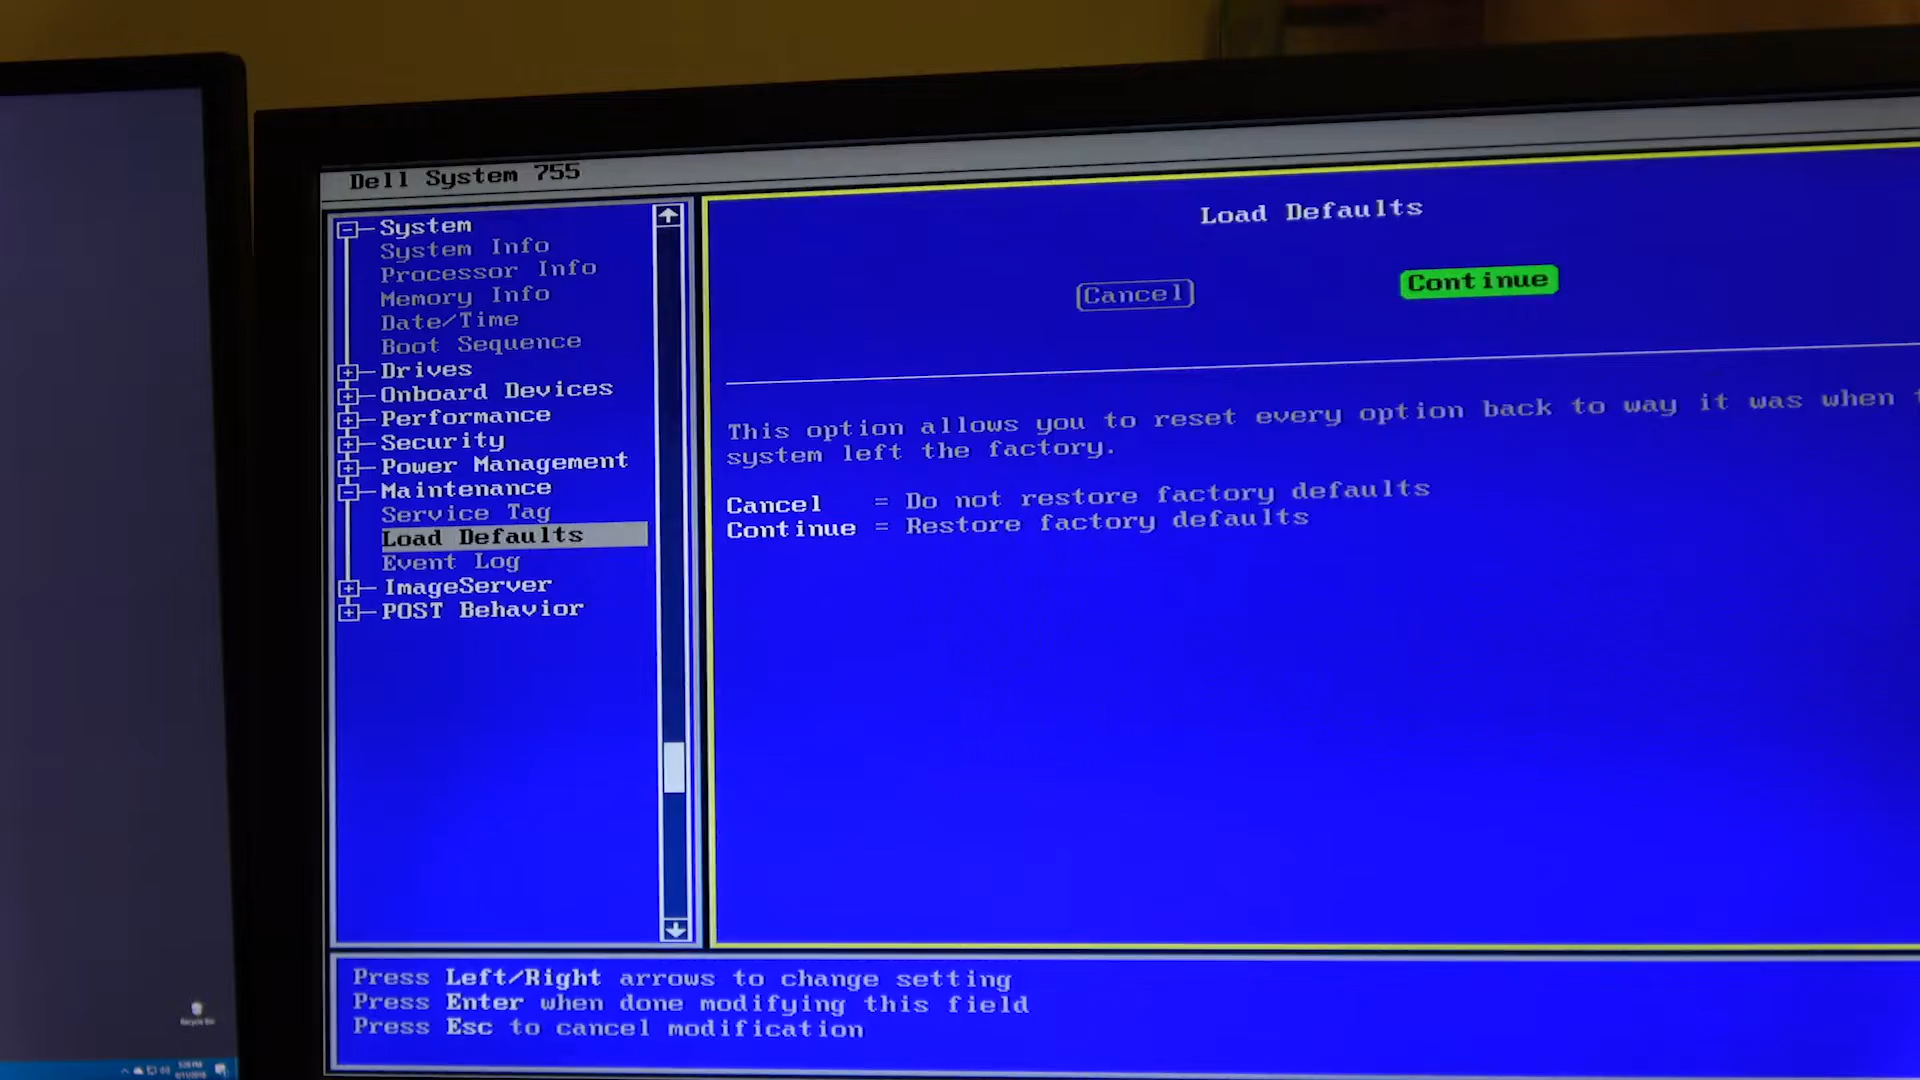 Dell System 755
System
System Info
Processor Info
Memory Info
Date/Time
Boot Sequence
Drives
Onboard Devices
Performance
Security
Power Management
Maintenance
Service Tag
Load Defaults
Event Log
ImageServer
POST Behavior
Load Defaults
Cancel
Continue
This option allows you to reset every option back to way it was when
system left the factory.
Cancel = Do not restore factory defaults
Continue = Restore factory defaults
Press Left/Right arrows to change setting
Press Enter when done modifying this field
Press Esc to cancel modification
Recycle Bin